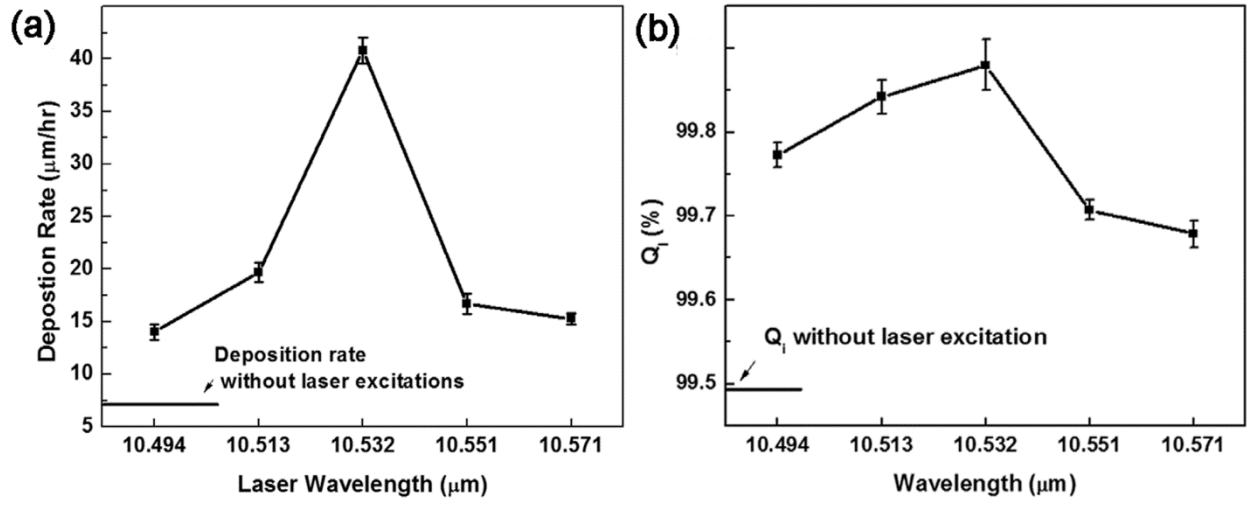 (a)
Depostion Rate (μm/hr)
40
35
30
25
20
15
10
5
Deposition rate
without laser excitations
10.494 10.513 10.532 10.551 10.571
Laser Wavelength (μm)
(b)
Qi (%)
99.8
99.7
99.6
99.5
Qi without laser excitation
10.494 10.513 10.532 10.551 10.571
Wavelength (μm)